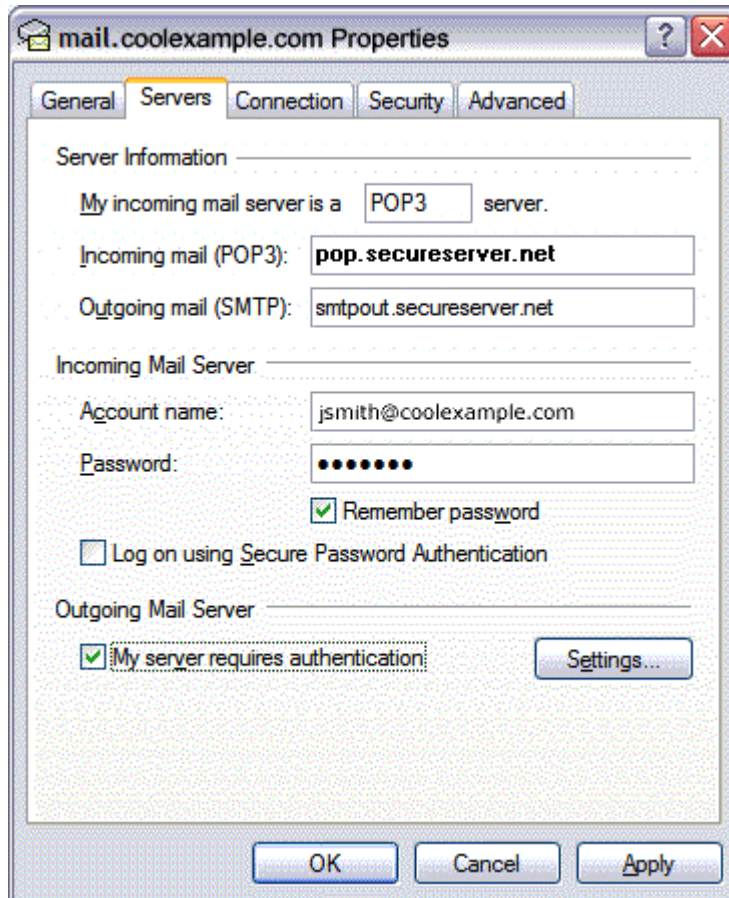 mail.coolexample.com Properties
General Servers Connection Security Advanced
Server Information
My incoming mail server is a POP3 server.
Incoming mail (POP3): pop.secureserver.net
Outgoing mail (SMTP): smtpout.secureserver.net
Incoming Mail Server
Account name: jsmith@coolexample.com
Password: •••••••
Remember password
Log on using Secure Password Authentication
Outgoing Mail Server
My server requires authentication Settings...
OK Cancel Apply